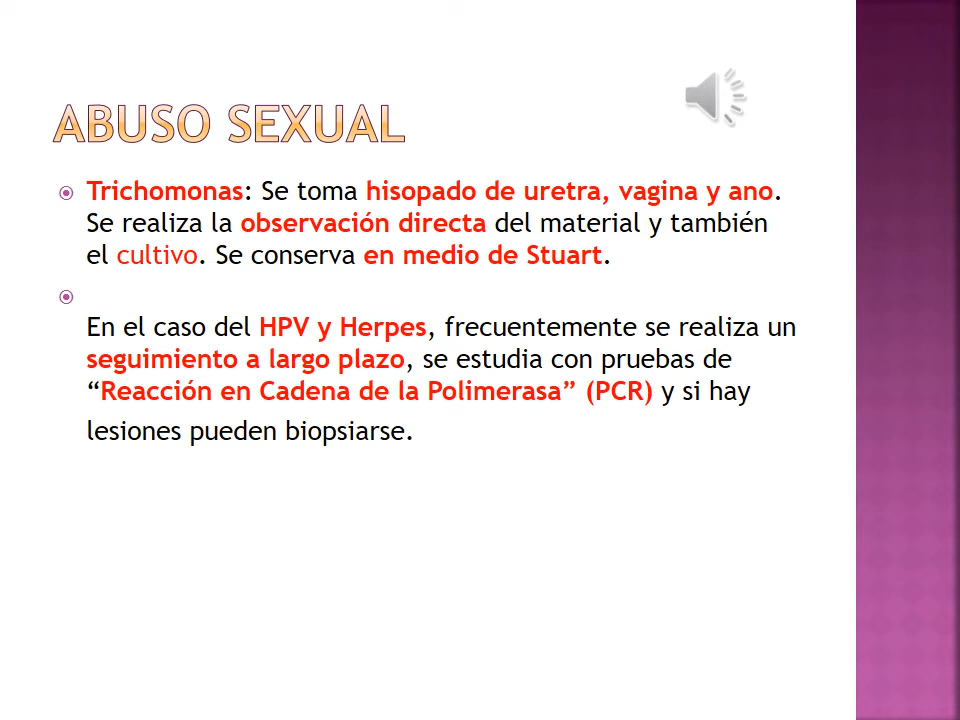 ABUSO SEXUAL
Trichomonas: Se toma hisopado de uretra, vagina y ano.
Se realiza la observación directa del material y también
el cultivo. Se conserva en medio de Stuart.
En el caso del HPV y Herpes, frecuentemente se realiza un
seguimiento a largo plazo, se estudia con pruebas de
“Reacción en Cadena de la Polimerasa” (PCR) y si hay
lesiones pueden biopsiarse.